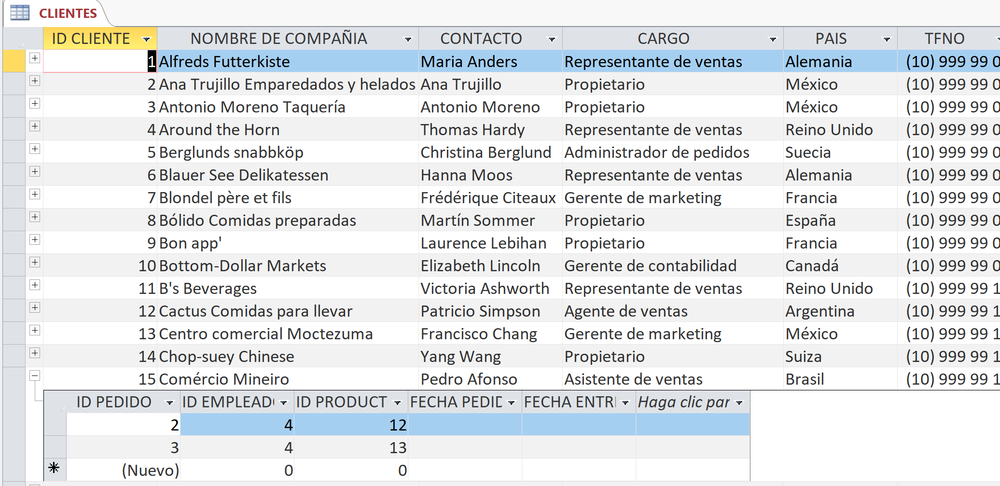 CLIENTES
ID CLIENTE NOMBRE DE COMPAÑIA CONTACTO CARGO PAIS TFNO
1 Alfreds Futterkiste Maria Anders Representante de ventas Alemania (10) 999 99 0
2 Ana Trujillo Emparedados y helados Ana Trujillo Propietario México (10) 999 99 0
3 Antonio Moreno Taquería Antonio Moreno Propietario México (10) 999 99 0
4 Around the Horn Thomas Hardy Representante de ventas Reino Unido (10) 999 99 0
5 Berglunds snabbköp Christina Berglund Administrador de pedidos Suecia (10) 999 99 0
6 Blauer See Delikatessen Hanna Moos Representante de ventas Alemania (10) 999 99 0
7 Blondel père et fils Frédérique Citeaux Gerente de marketing Francia (10) 999 99 0
8 Bólido Comidas preparadas Martín Sommer Propietario España (10) 999 99 0
9 Bon app' Laurence Lebihan Propietario Francia (10) 999 99 0
10 Bottom-Dollar Markets Elizabeth Lincoln Gerente de contabilidad Canadá (10) 999 99 0
11 B's Beverages Victoria Ashworth Representante de ventas Reino Unido (10) 999 99 1
12 Cactus Comidas para llevar Patricio Simpson Agente de ventas Argentina (10) 999 99 1
13 Centro comercial Moctezuma Francisco Chang Gerente de marketing México (10) 999 99 1
14 Chop-suey Chinese Yang Wang Propietario Suiza (10) 999 99 1
15 Comércio Mineiro Pedro Afonso Asistente de ventas Brasil (10) 999 99 1
ID PEDIDO ID EMPLEADO ID PRODUCT FECHA PEDID FECHA ENTRE Haga clic par
2 4 12
3 4 13
(Nuevo) 0 0